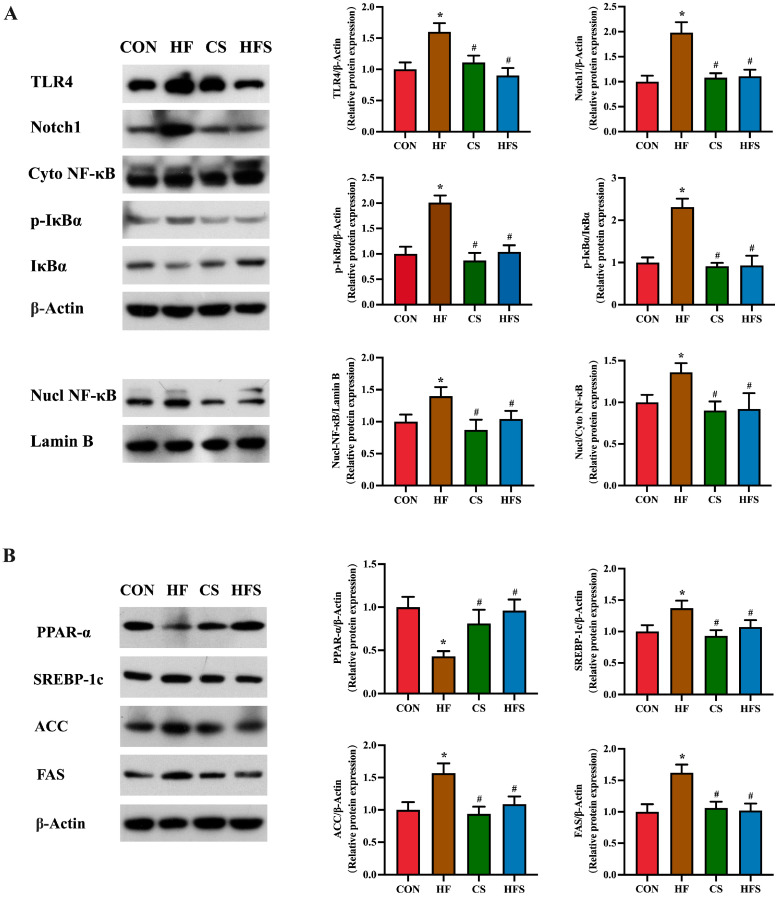 A
CON HF CS HFS
TLR4
Notch1
Cyto NF-κB
p-IκBα
IκBα
β-Actin
Nucl NF-κB
Lamin B
TLR4/β-Actin
(Relative protein expression)
2.0
1.5
1.0
0.5
0.0
*
#
#
CON HF CS HFS
Notch1/β-Actin
(Relative protein expression)
2.5
2.0
1.5
1.0
0.5
0.0
*
#
#
CON HF CS HFS
p-IκBα/β-Actin
(Relative protein expression)
2.5
2.0
1.5
1.0
0.5
0.0
*
#
#
CON HF CS HFS
p-IκBα/IκBα
(Relative protein expression)
3
2
1
0
*
#
#
CON HF CS HFS
Nucl-NF-κB/Lamin B
(Relative protein expression)
2.0
1.5
1.0
0.5
0.0
*
#
#
CON HF CS HFS
Nucl/Cyto NF-κB
(Relative protein expression)
1.5
1.0
0.5
0.0
*
#
#
CON HF CS HFS
B
CON HF CS HFS
PPAR-α
SREBP-1c
ACC
FAS
β-Actin
PPAR-α/β-Actin
(Relative protein expression)
1.5
1.0
0.5
0.0
*
#
#
CON HF CS HFS
SREBP-1c/β-Actin
(Relative protein expression)
2.0
1.5
1.0
0.5
0.0
*
#
#
CON HF CS HFS
ACC/β-Actin
(Relative protein expression)
2.0
1.5
1.0
0.5
0.0
*
#
#
CON HF CS HFS
FAS/β-Actin
(Relative protein expression)
2.0
1.5
1.0
0.5
0.0
*
#
#
CON HF CS HFS